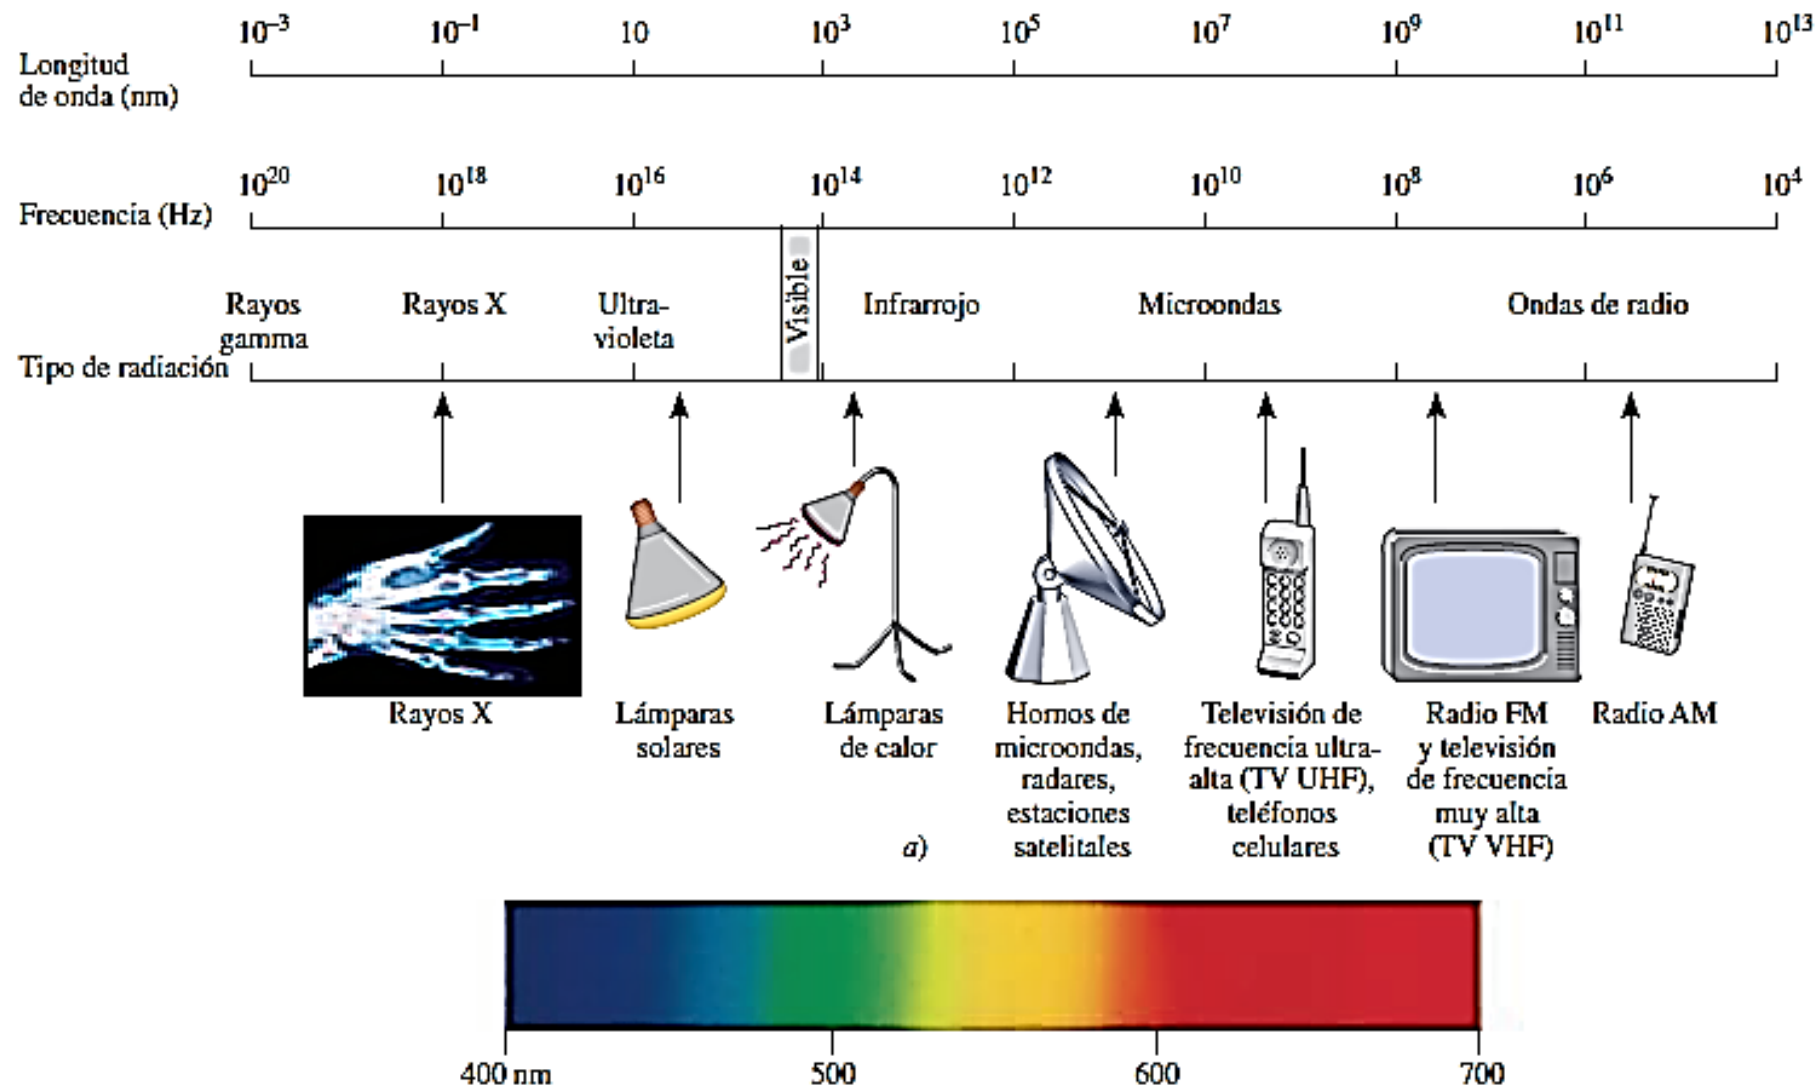 10⁻³ 10⁻¹ 10 10³ 10⁵ 10⁷ 10⁹ 10¹¹ 10¹³
Longitud
de onda (nm)
10²⁰ 10¹⁸ 10¹⁶ 10¹⁴ 10¹² 10¹⁰ 10⁸ 10⁶ 10⁴
Frecuencia (Hz)
Rayos
gamma
Rayos X
Ultra-
violeta
Visible
Infrarrojo
Microondas
Ondas de radio
Tipo de radiación
Rayos X
Lámparas
solares
Lámparas
de calor
Hornos de
microondas,
radares,
estaciones
satelitales
Televisión de
frecuencia ultra-
alta (TV UHF),
teléfonos
celulares
Radio FM
y televisión
de frecuencia
muy alta
(TV VHF)
Radio AM
a)
400 nm 500 600 700